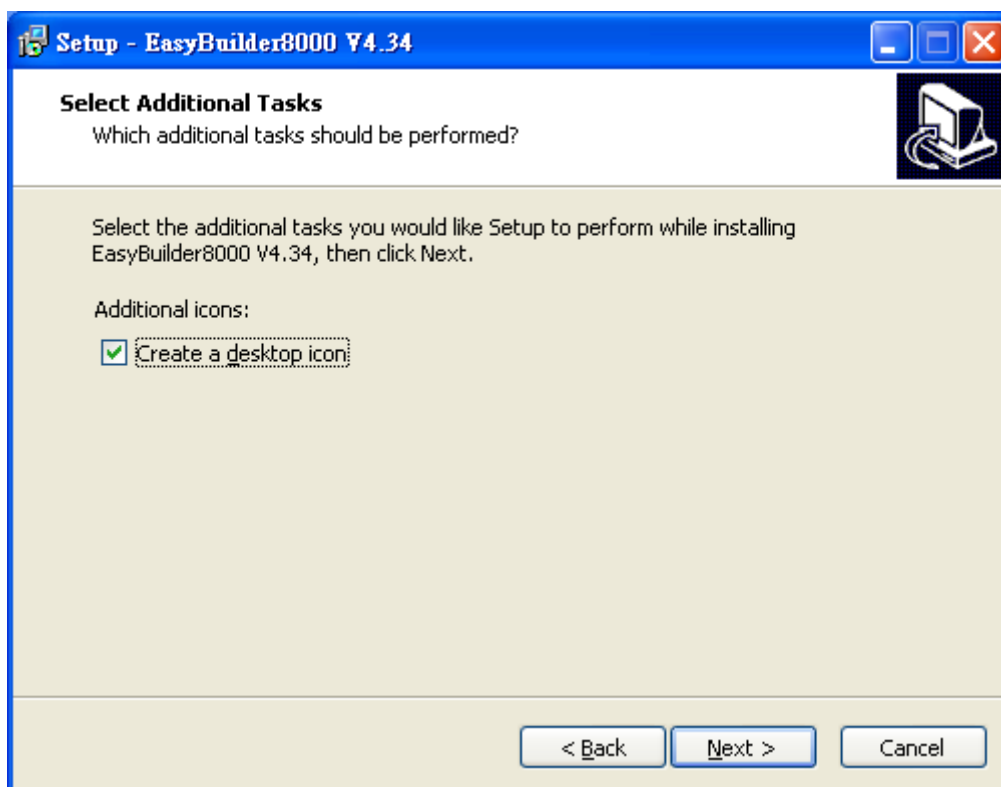 Setup - EasyBuilder8000 V4.34
Select Additional Tasks
Which additional tasks should be performed?
Select the additional tasks you would like Setup to perform while installing
EasyBuilder8000 V4.34, then click Next.
Additional icons:
Create a desktop icon
< Back
Next >
Cancel